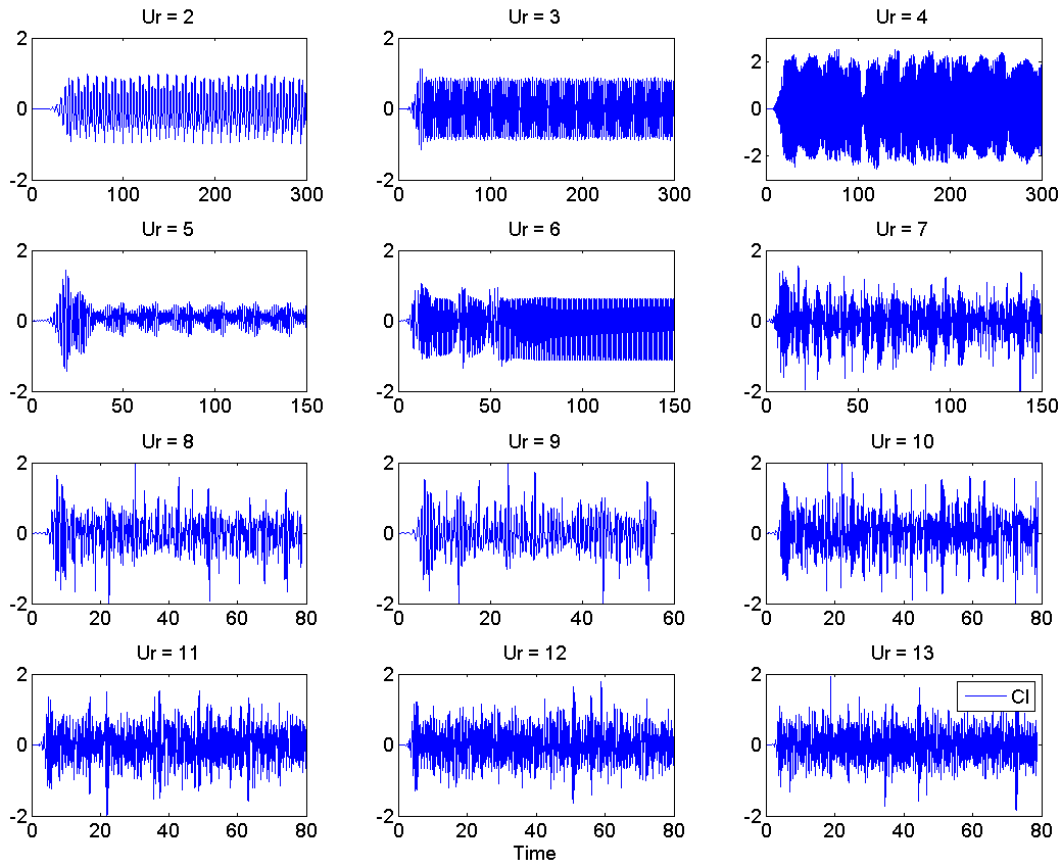 Ur = 2
Ur = 3
Ur = 4
2
0
-2
0 100 200 300
2
0
-2
0 100 200 300
2
0
-2
0 100 200 300
Ur = 5
Ur = 6
Ur = 7
2
0
-2
0 50 100 150
2
0
-2
0 50 100 150
2
0
-2
0 50 100 150
Ur = 8
Ur = 9
Ur = 10
2
0
-2
0 20 40 60 80
2
0
-2
0 20 40 60
2
0
-2
0 20 40 60 80
Ur = 11
Ur = 12
Ur = 13
2
0
-2
0 20 40 60 80
2
0
-2
0 20 40 60 80
2
0
-2
0 20 40 60 80
Cl
Time